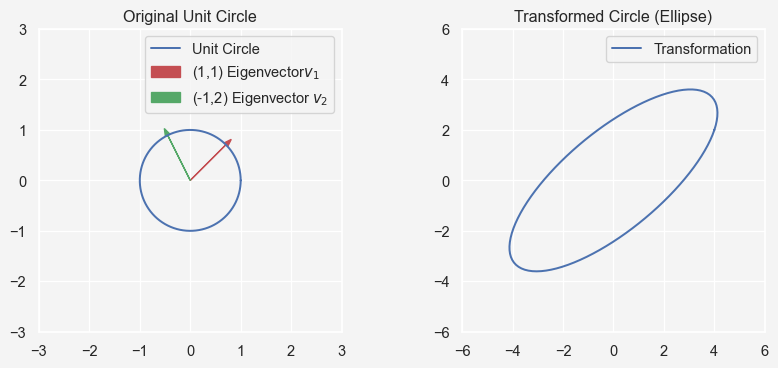 Original Unit Circle
Unit Circle
(1,1) Eigenvector$v_1$
(-1,2) Eigenvector $v_2$
3
2
1
0
−1
−2
−3
−3 −2 −1 0 1 2 3
Transformed Circle (Ellipse)
Transformation
6
4
2
0
−2
−4
−6
−6 −4 −2 0 2 4 6